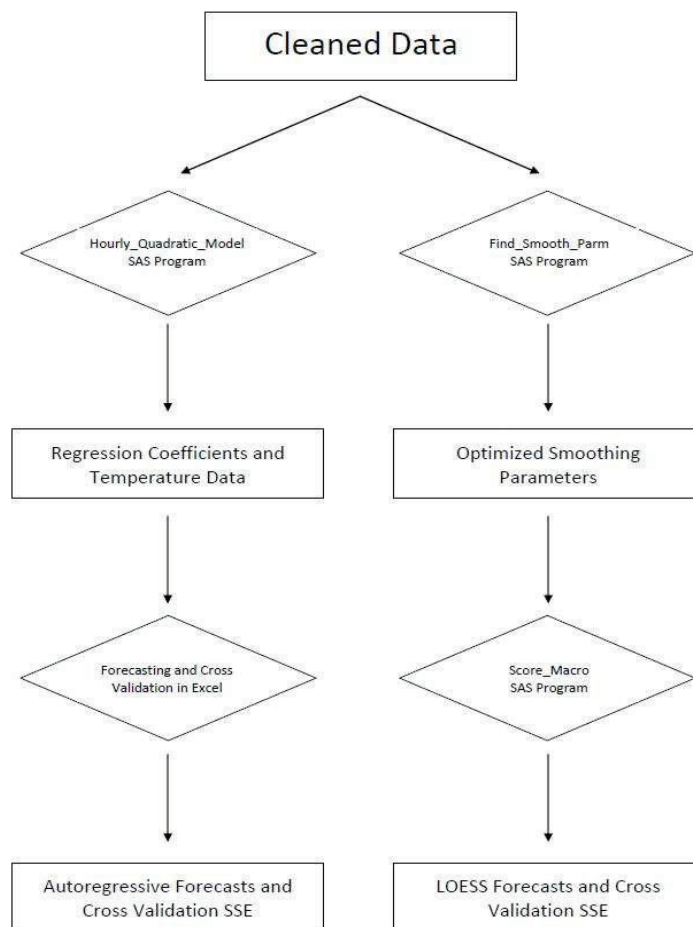 Cleaned Data
Hourly_Quadratic_Model
SAS Program
Find_Smooth_Parm
SAS Program
Regression Coefficients and
Temperature Data
Optimized Smoothing
Parameters
Forecasting and Cross
Validation in Excel
Score_Macro
SAS Program
Autoregressive Forecasts and
Cross Validation SSE
LOESS Forecasts and Cross
Validation SSE